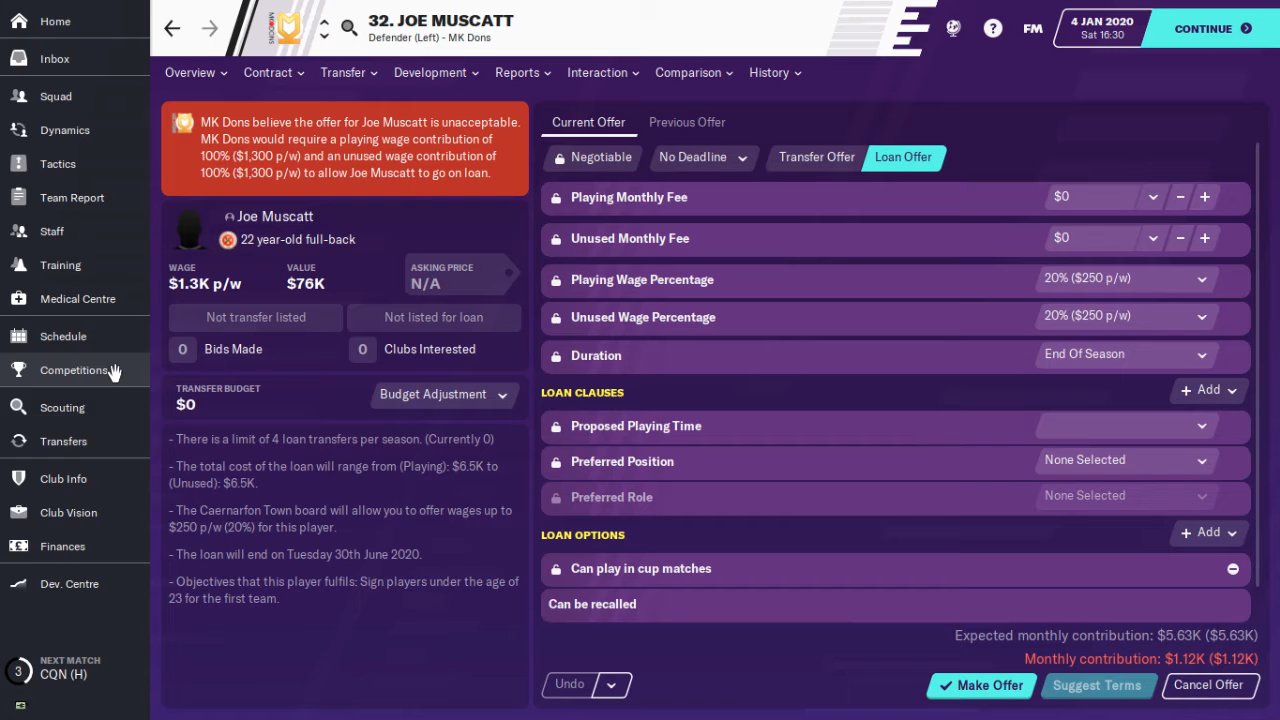 Home
Inbox
Squad
Dynamics
Tactics
Team Report
Staff
Training
Medical Centre
Schedule
Competitions
Scouting
Transfers
Club Info
Club Vision
Finances
Dev. Centre
3
NEXT MATCH
CQN (H)
MK DONS
32. JOE MUSCATT
Defender (Left) - MK Dons
?
FM
4 JAN 2020
Sat 16:30
CONTINUE
Overview
Contract
Transfer
Development
Reports
Interaction
Comparison
History
MK Dons believe the offer for Joe Muscatt is unacceptable.
MK Dons would require a playing wage contribution of
100% ($1,300 p/w) and an unused wage contribution of
100% ($1,300 p/w) to allow Joe Muscatt to go on loan.
Joe Muscatt
22 year-old full-back
WAGE
$1.3K p/w
VALUE
$76K
ASKING PRICE
N/A
Not transfer listed
Not listed for loan
0 Bids Made
0 Clubs Interested
TRANSFER BUDGET
$0
Budget Adjustment
- There is a limit of 4 loan transfers per season. (Currently 0)
- The total cost of the loan will range from (Playing): $6.5K to
(Unused): $6.5K.
- The Caernarfon Town board will allow you to offer wages up to
$250 p/w (20%) for this player.
- The loan will end on Tuesday 30th June 2020.
- Objectives that this player fulfils: Sign players under the age of
23 for the first team.
Current Offer
Previous Offer
Negotiable
No Deadline
Transfer Offer
Loan Offer
Playing Monthly Fee
$0
Unused Monthly Fee
$0
Playing Wage Percentage
20% ($250 p/w)
Unused Wage Percentage
20% ($250 p/w)
Duration
End Of Season
LOAN CLAUSES
+ Add
Proposed Playing Time
Preferred Position
None Selected
Preferred Role
None Selected
LOAN OPTIONS
+ Add
Can play in cup matches
Can be recalled
Expected monthly contribution: $5.63K ($5.63K)
Monthly contribution: $1.12K ($1.12K)
Undo
Make Offer
Suggest Terms
Cancel Offer